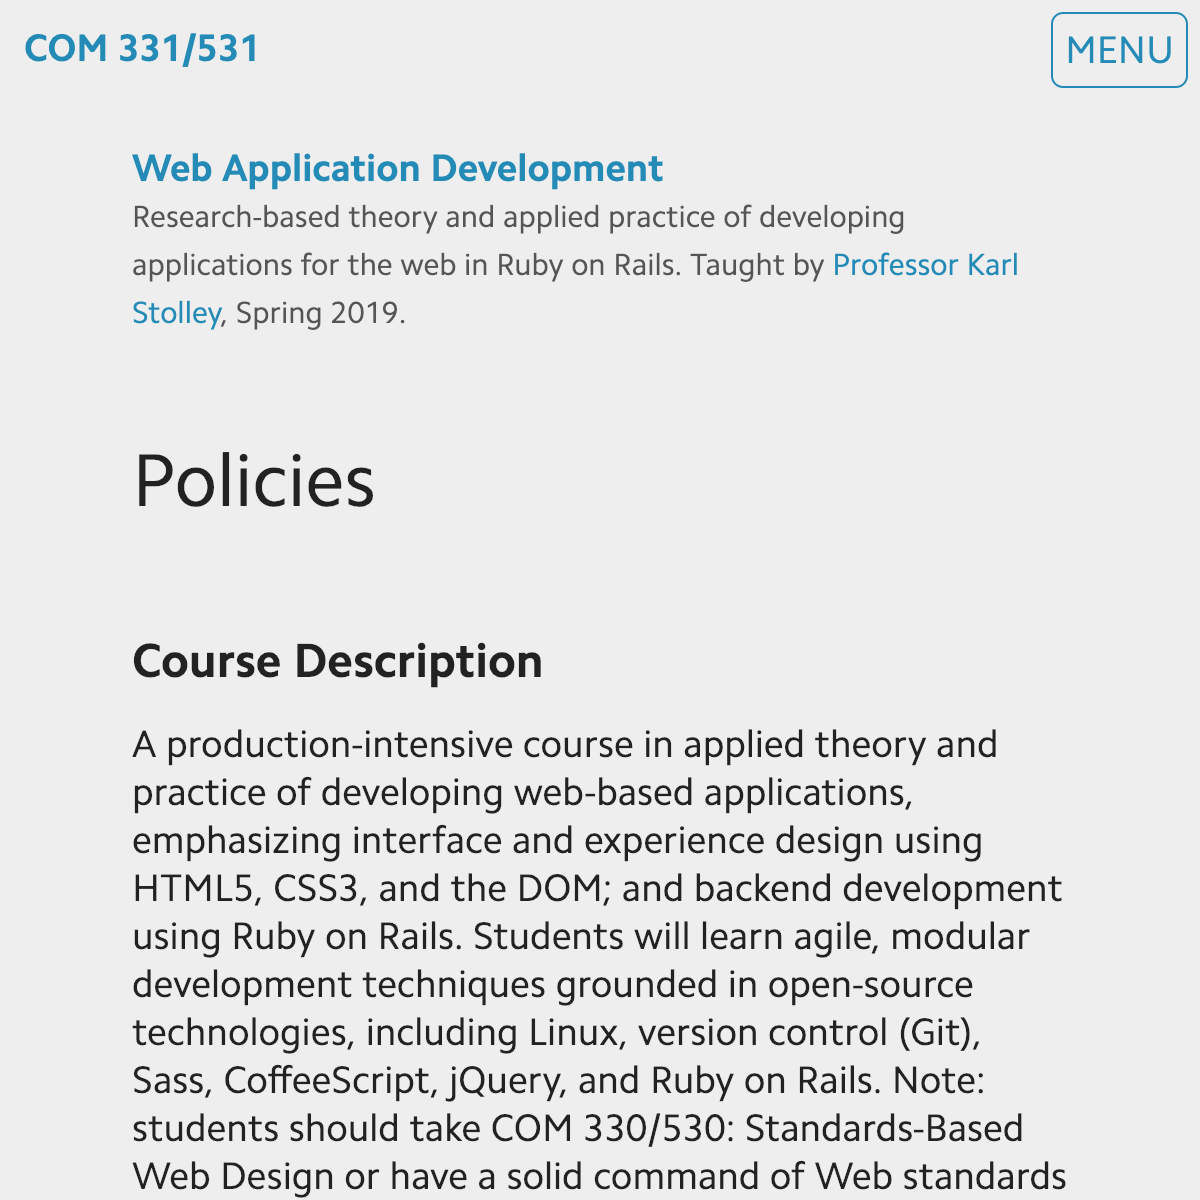 COM 331/531
MENU
Web Application Development
Research-based theory and applied practice of developing
applications for the web in Ruby on Rails. Taught by Professor Karl
Stolley, Spring 2019.
Policies
Course Description
A production-intensive course in applied theory and
practice of developing web-based applications,
emphasizing interface and experience design using
HTML5, CSS3, and the DOM; and backend development
using Ruby on Rails. Students will learn agile, modular
development techniques grounded in open-source
technologies, including Linux, version control (Git),
Sass, CoffeeScript, jQuery, and Ruby on Rails. Note:
students should take COM 330/530: Standards-Based
Web Design or have a solid command of Web standards